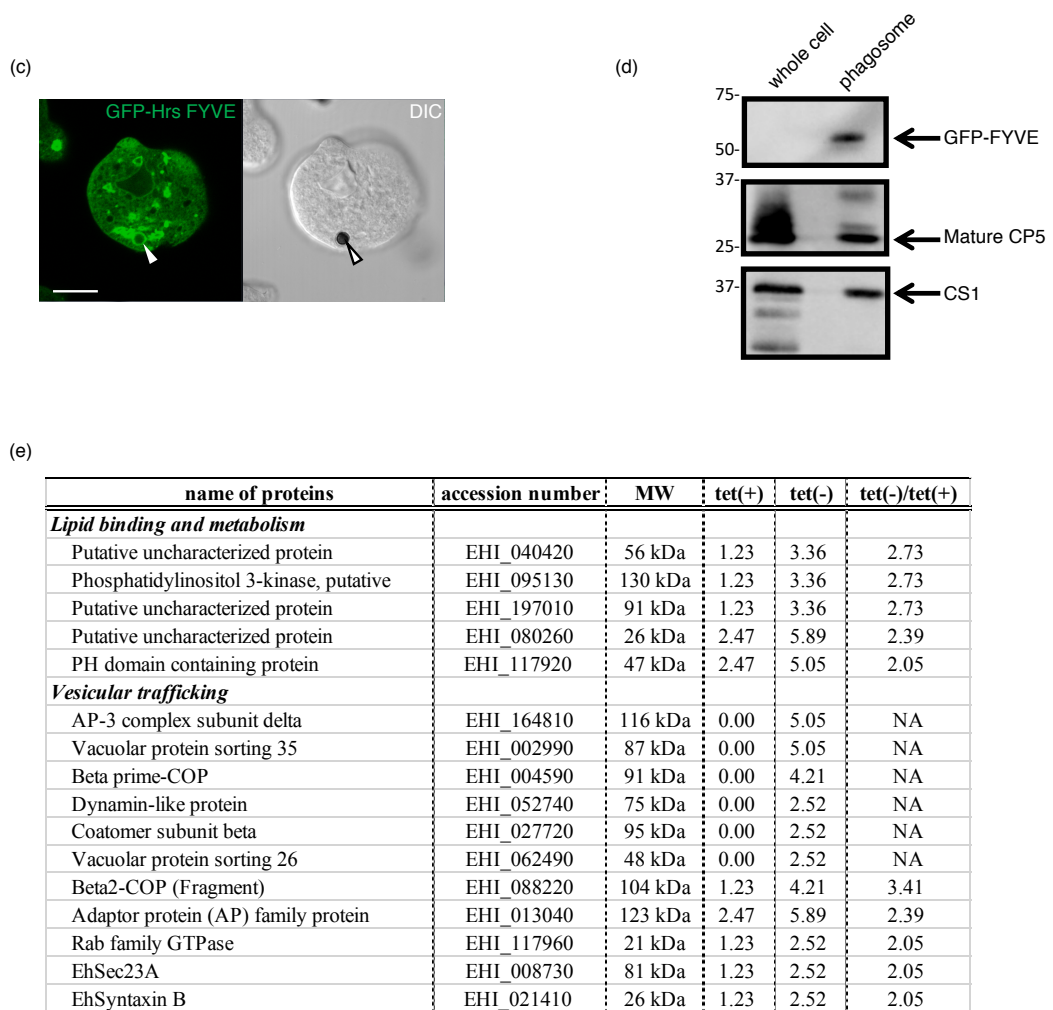 (c)
GFP-Hrs FYVE
DIC
(d)
whole cell
phagosome
75-
50-
GFP-FYVE
37-
25-
Mature CP5
37-
CS1
(e)
name of proteins accession number MW tet(+) tet(-) tet(-)/tet(+)
Lipid binding and metabolism
Putative uncharacterized protein EHI_040420 56 kDa 1.23 3.36 2.73
Phosphatidylinositol 3-kinase, putative EHI_095130 130 kDa 1.23 3.36 2.73
Putative uncharacterized protein EHI_197010 91 kDa 1.23 3.36 2.73
Putative uncharacterized protein EHI_080260 26 kDa 2.47 5.89 2.39
PH domain containing protein EHI_117920 47 kDa 2.47 5.05 2.05
Vesicular trafficking
AP-3 complex subunit delta EHI_164810 116 kDa 0.00 5.05 NA
Vacuolar protein sorting 35 EHI_002990 87 kDa 0.00 5.05 NA
Beta prime-COP EHI_004590 91 kDa 0.00 4.21 NA
Dynamin-like protein EHI_052740 75 kDa 0.00 2.52 NA
Coatomer subunit beta EHI_027720 95 kDa 0.00 2.52 NA
Vacuolar protein sorting 26 EHI_062490 48 kDa 0.00 2.52 NA
Beta2-COP (Fragment) EHI_088220 104 kDa 1.23 4.21 3.41
Adaptor protein (AP) family protein EHI_013040 123 kDa 2.47 5.89 2.39
Rab family GTPase EHI_117960 21 kDa 1.23 2.52 2.05
EhSec23A EHI_008730 81 kDa 1.23 2.52 2.05
EhSyntaxin B EHI_021410 26 kDa 1.23 2.52 2.05